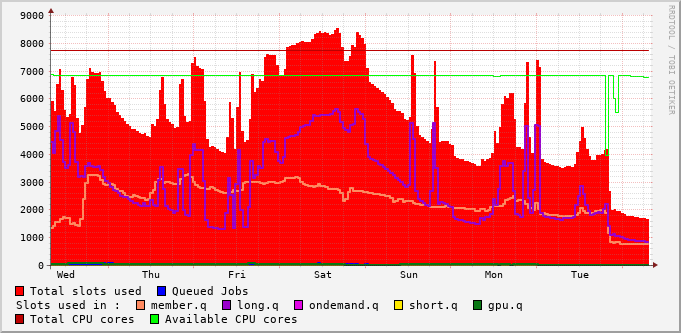 9000
8000
7000
6000
5000
4000
3000
2000
1000
0
Wed Thu Fri Sat Sun Mon Tue
Total slots used Queued Jobs
Slots used in : member.q long.q ondemand.q short.q gpu.q
Total CPU cores Available CPU cores
RRDTOOL / TOBI OETIKER